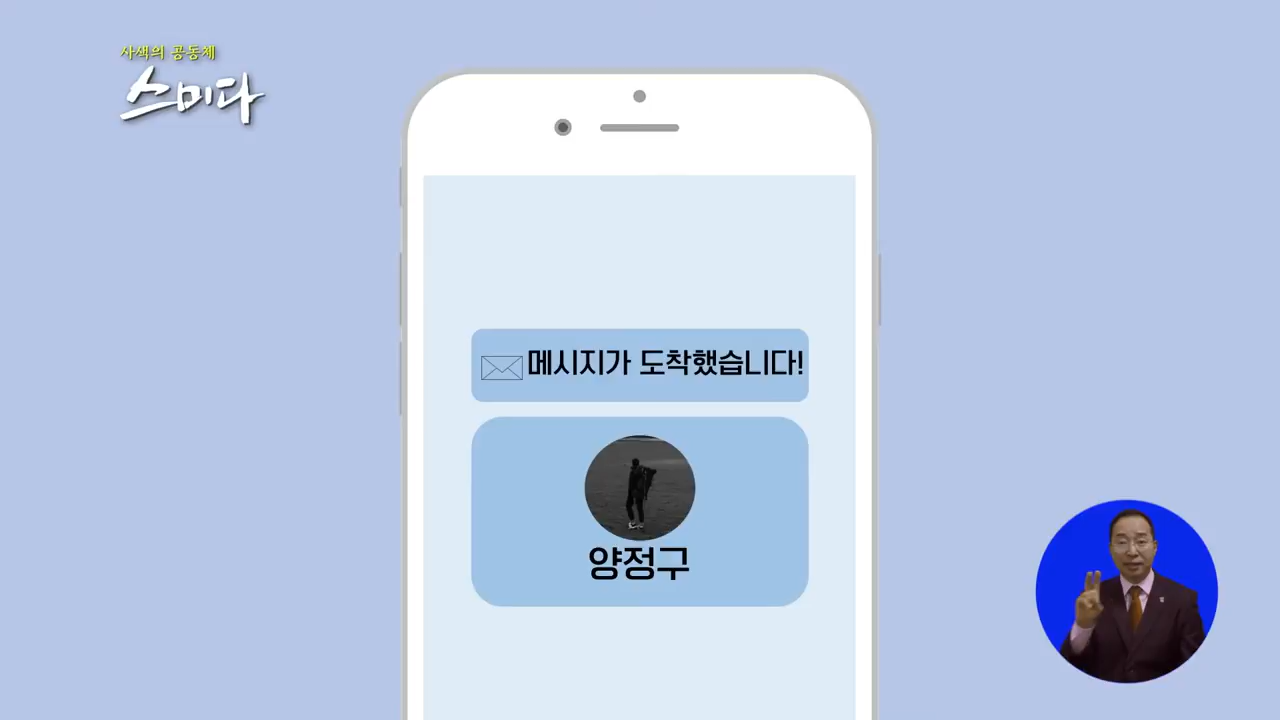 사색의 공동체
스미다
메시지가 도착했습니다!
양정구